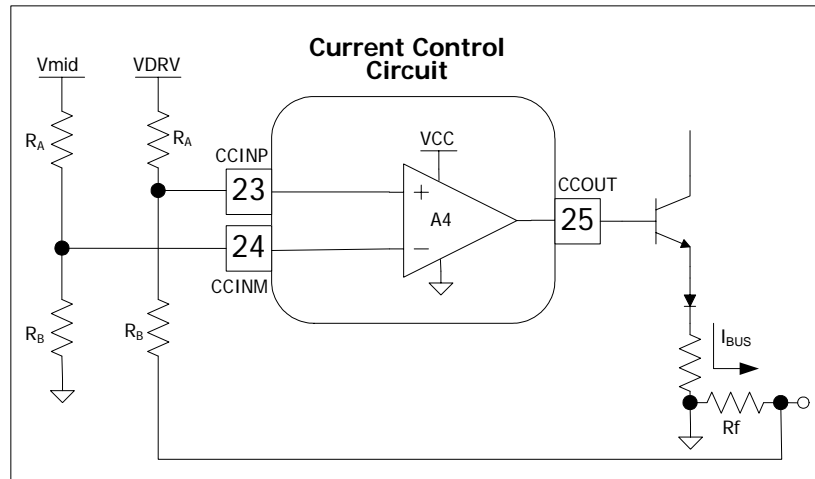 Current Control
Circuit
Vmid
VDRV
RA
RA
CCINP
VCC
CCOUT
23
+
A4
25
24
−
CCINM
RB
RB
IBUS
Rf